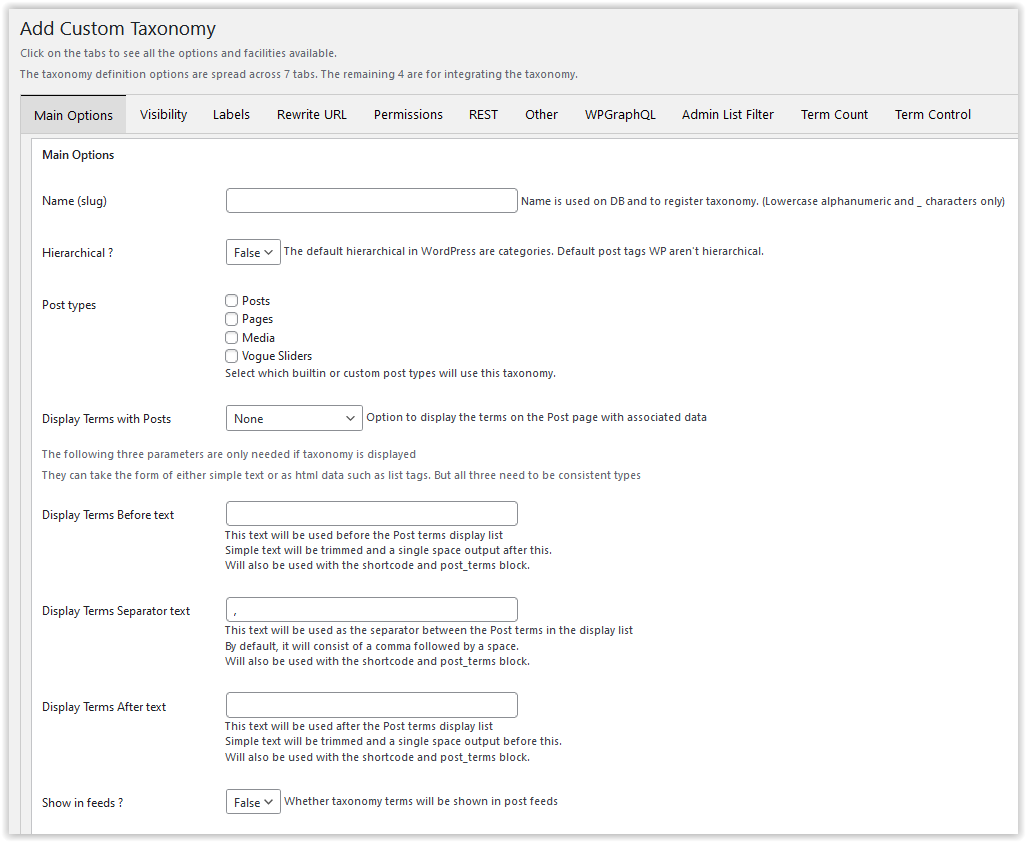 Add Custom Taxonomy
Click on the tabs to see all the options and facilities available.
The taxonomy definition options are spread across 7 tabs. The remaining 4 are for integrating the taxonomy.
Main Options Visibility Labels Rewrite URL Permissions REST Other WPGraphQL Admin List Filter Term Count Term Control
Main Options
Name (slug) Name is used on DB and to register taxonomy. (Lowercase alphanumeric and _ characters only)
Hierarchical ? False The default hierarchical in WordPress are categories. Default post tags WP aren't hierarchical.
Post types
Posts
Pages
Media
Vogue Sliders
Select which builtin or custom post types will use this taxonomy.
Display Terms with Posts None Option to display the terms on the Post page with associated data
The following three parameters are only needed if taxonomy is displayed
They can take the form of either simple text or as html data such as list tags. But all three need to be consistent types
Display Terms Before text
This text will be used before the Post terms display list
Simple text will be trimmed and a single space output after this.
Will also be used with the shortcode and post_terms block.
Display Terms Separator text ,
This text will be used as the separator between the Post terms in the display list
By default, it will consist of a comma followed by a space.
Will also be used with the shortcode and post_terms block.
Display Terms After text
This text will be used after the Post terms display list
Simple text will be trimmed and a single space output before this.
Will also be used with the shortcode and post_terms block.
Show in feeds ? False Whether taxonomy terms will be shown in post feeds